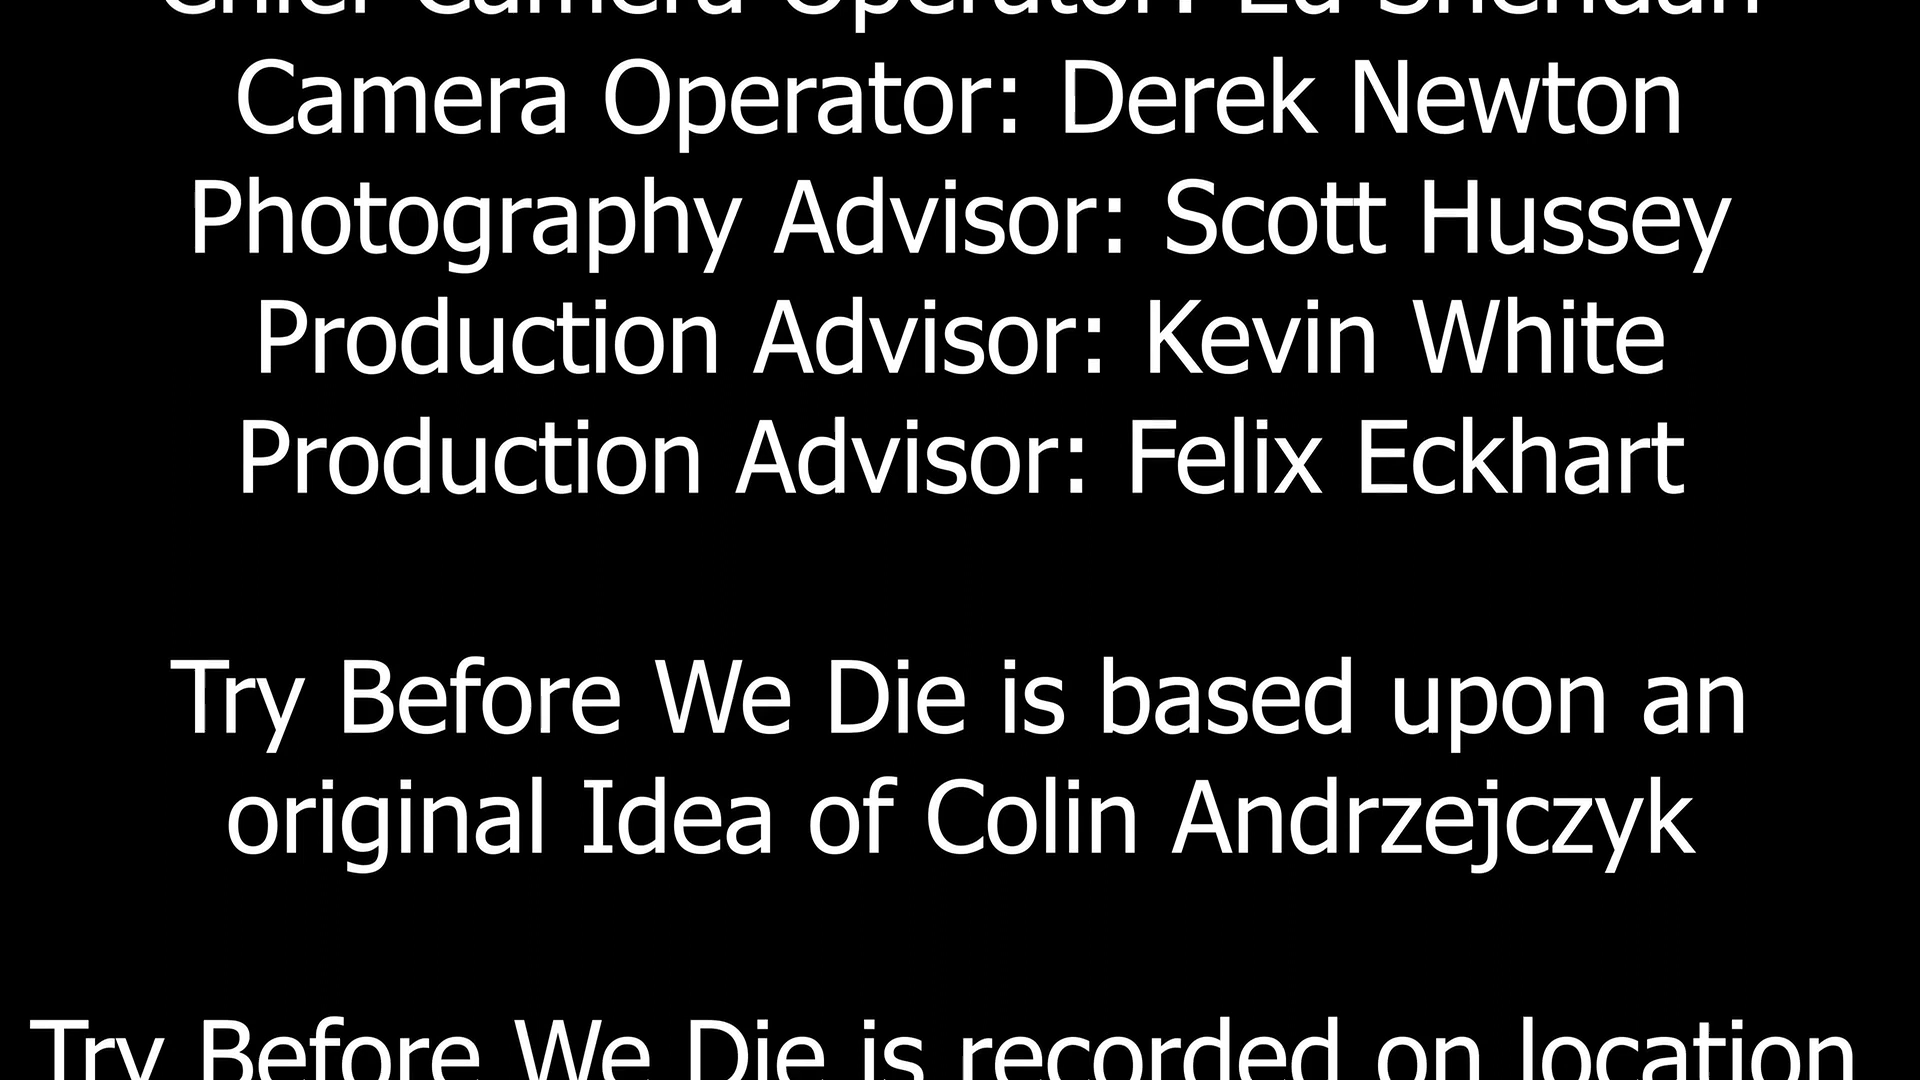 Chief Camera Operator: Ed Sheridan
Camera Operator: Derek Newton
Photography Advisor: Scott Hussey
Production Advisor: Kevin White
Production Advisor: Felix Eckhart
Try Before We Die is based upon an
original Idea of Colin Andrzejczyk
Try Before We Die is recorded on location